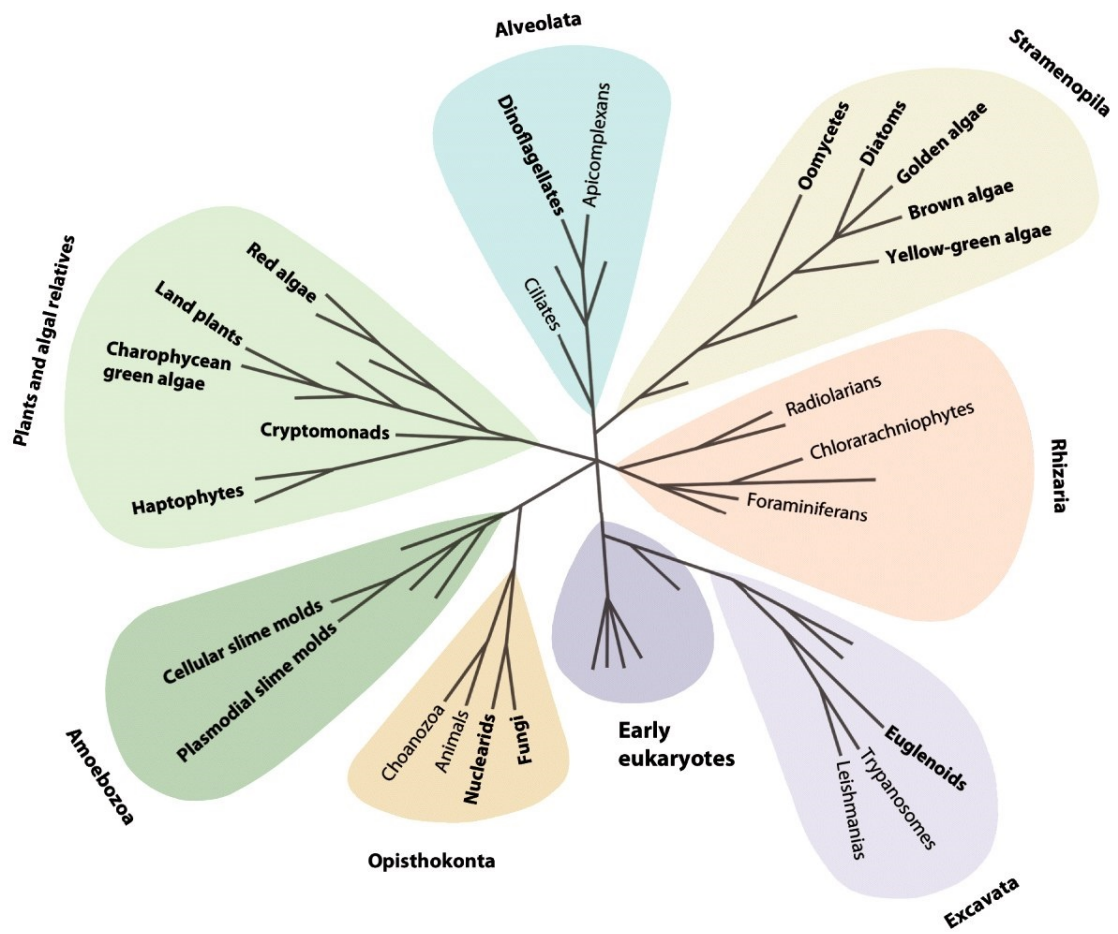 Alveolata
Dinoflagellates
Apicomplexans
Ciliates
Stramenopila
Oomycetes
Diatoms
Golden algae
Brown algae
Yellow-green algae
Plants and algal relatives
Red algae
Land plants
Charophycean
green algae
Cryptomonads
Haptophytes
Rhizaria
Radiolarians
Chlorarachniophytes
Foraminiferans
Amoebozoa
Cellular slime molds
Plasmodial slime molds
Opisthokonta
Choanozoa
Animals
Nuclearids
Fungi
Early
eukaryotes
Excavata
Euglenoids
Trypanosomes
Leishmanias